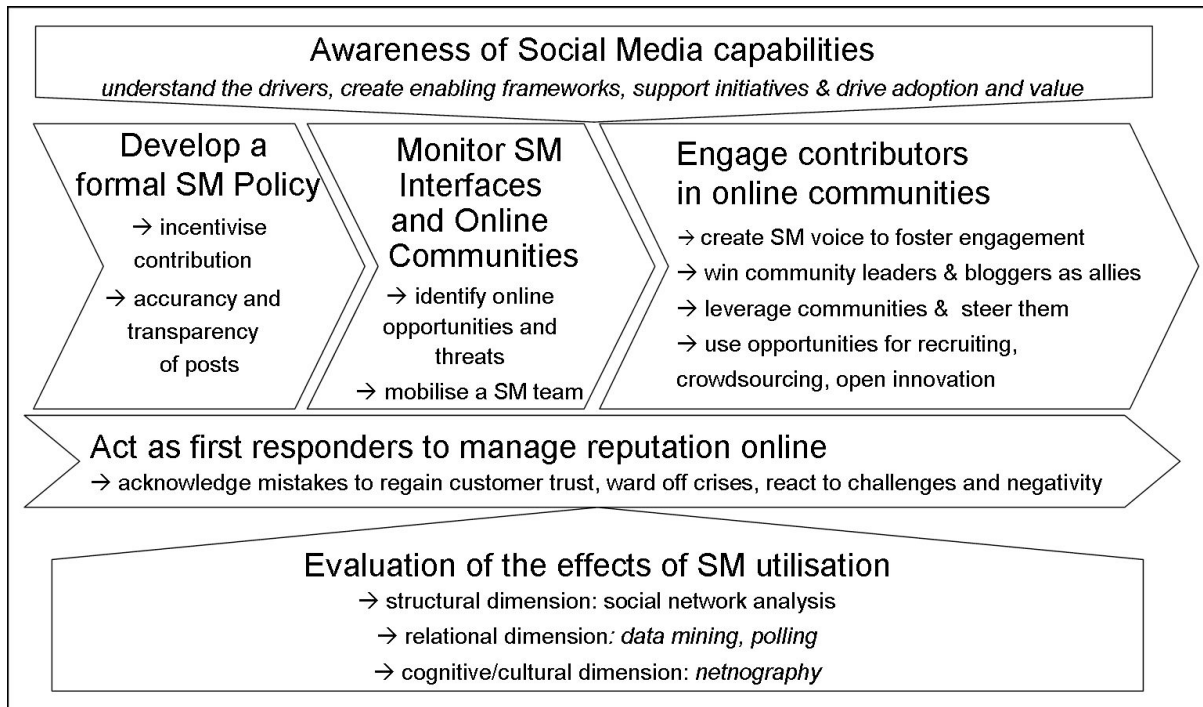 Awareness of Social Media capabilities
understand the drivers, create enabling frameworks, support initiatives & drive adoption and value
Develop a
formal SM Policy
→ incentivise
contribution
→ accurancy and
transparency
of posts
Monitor SM
Interfaces
and Online
Communities
→ identify online
opportunities and
threats
→ mobilise a SM team
Engage contributors
in online communities
→ create SM voice to foster engagement
→ win community leaders & bloggers as allies
→ leverage communities & steer them
→ use opportunities for recruiting,
crowdsourcing, open innovation
Act as first responders to manage reputation online
→ acknowledge mistakes to regain customer trust, ward off crises, react to challenges and negativity
Evaluation of the effects of SM utilisation
→ structural dimension: social network analysis
→ relational dimension: data mining, polling
→ cognitive/cultural dimension: netnography